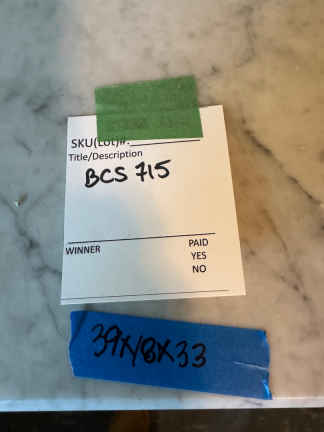 SKU(Lot)#:
Title/Description
BCS 715
WINNER PAID
YES
NO
39X18X33